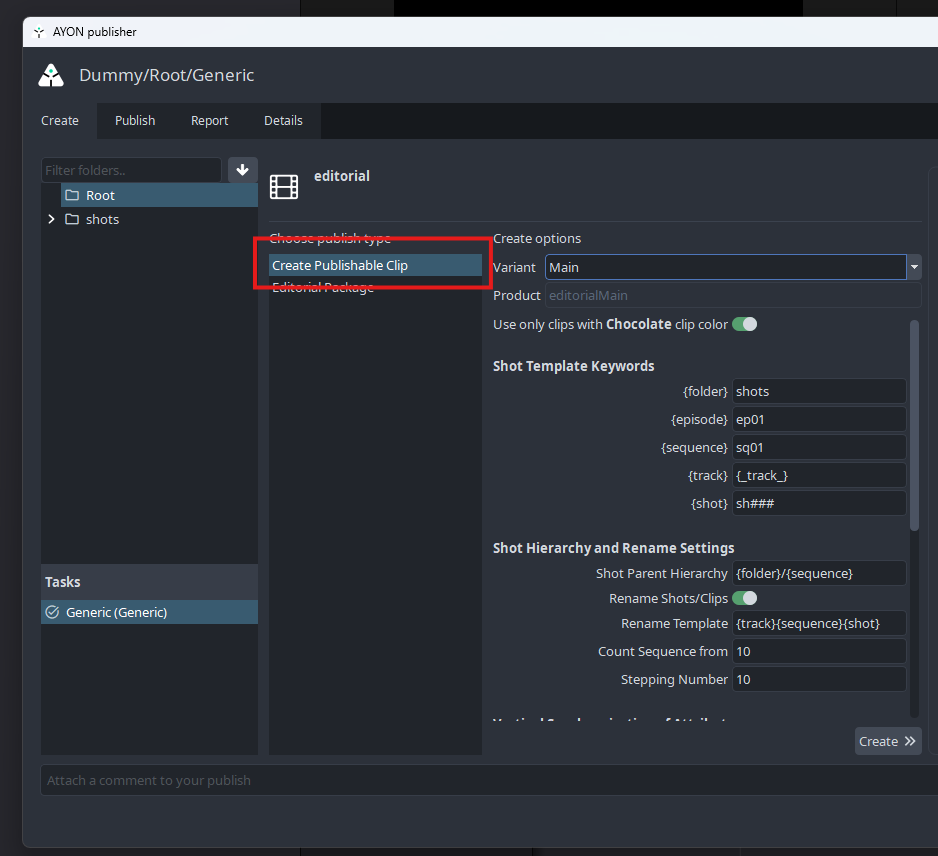 AYON publisher
Dummy/Root/Generic
Create Publish Report Details
Filter folders..
Root
shots
Tasks
Generic (Generic)
editorial
Choose publish type
Create Publishable Clip
Editorial Package
Create options
Variant Main
Product editorialMain
Use only clips with Chocolate clip color
Shot Template Keywords
{folder} shots
{episode} ep01
{sequence} sq01
{track} {_track_}
{shot} sh###
Shot Hierarchy and Rename Settings
Shot Parent Hierarchy {folder}/{sequence}
Rename Shots/Clips
Rename Template {track}{sequence}{shot}
Count Sequence from 10
Stepping Number 10
Create
Attach a comment to your publish